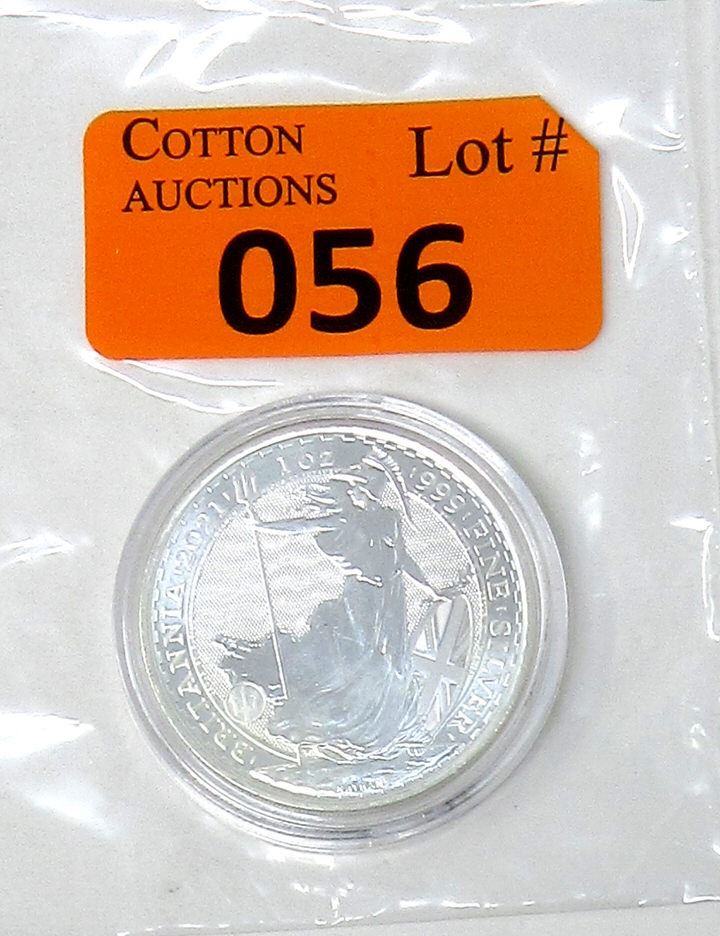 COTTON
AUCTIONS
Lot #
056
BRITANNIA 2021 1 OZ 999 FINE SILVER